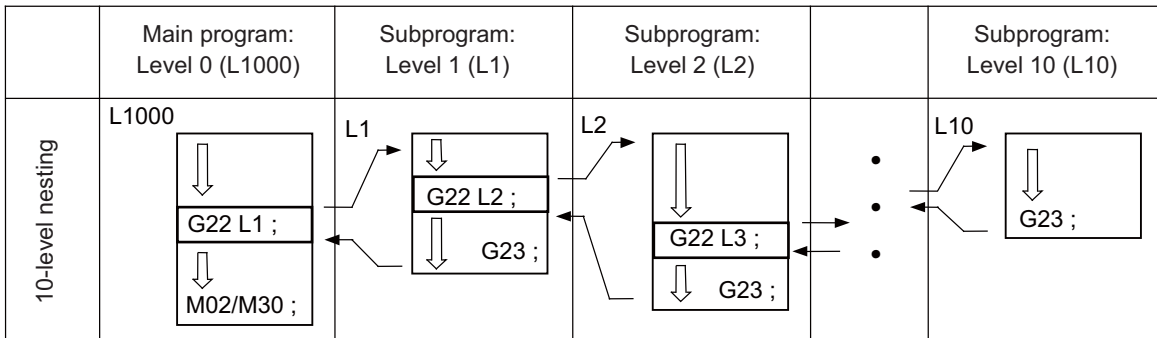 Main program:
Level 0 (L1000)
Subprogram:
Level 1 (L1)
Subprogram:
Level 2 (L2)
Subprogram:
Level 10 (L10)
10-level nesting
L1000
G22 L1 ;
M02/M30 ;
L1
G22 L2 ;
G23 ;
L2
G22 L3 ;
G23 ;
L10
G23 ;